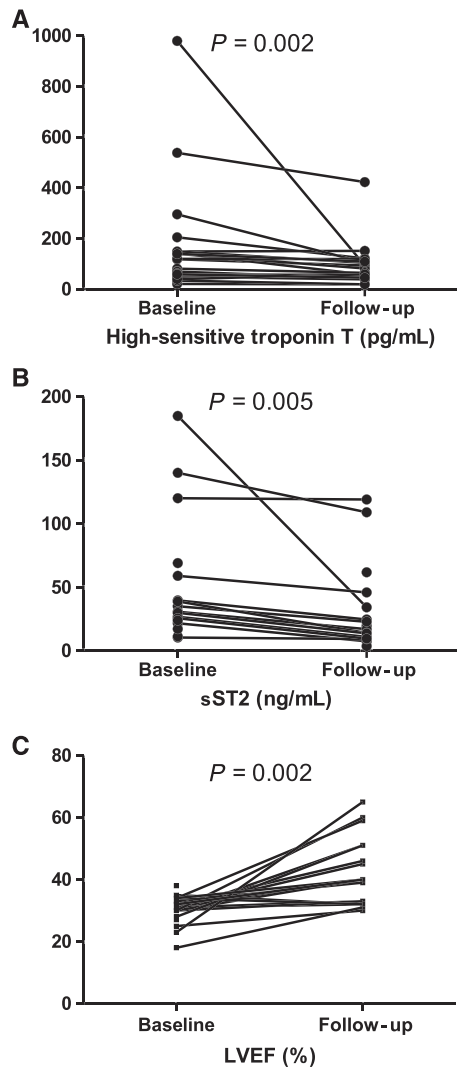 A
P = 0.002
1000
800
600
400
200
0
Baseline Follow-up
High-sensitive troponin T (pg/mL)
B
P = 0.005
200
150
100
50
0
Baseline Follow-up
sST2 (ng/mL)
C
P = 0.002
80
60
40
20
0
Baseline Follow-up
LVEF (%)